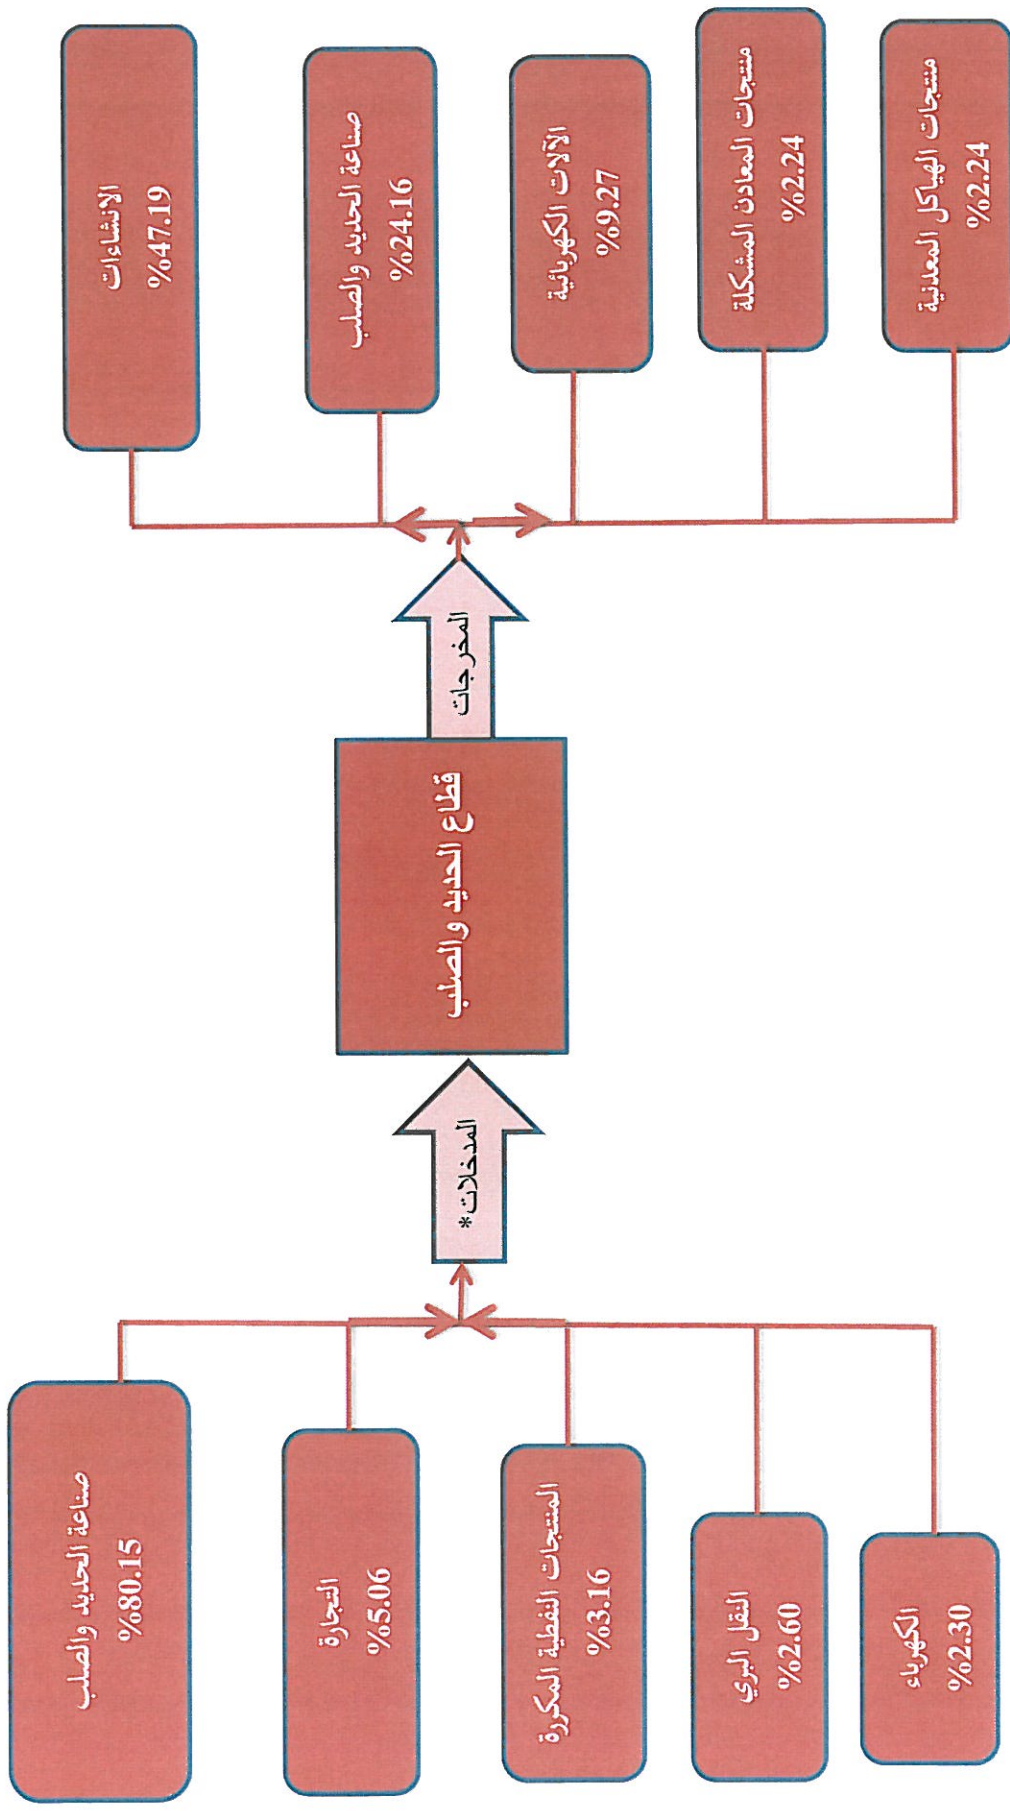 صناعة الحديد والصلب
%80.15
التجارة
%5.06
المنتجات النفطية المكررة
%3.16
النقل البري
%2.60
الكهرباء
%2.30
المدخلات*
قطاع الحديد والصلب
المخرجات
الانشاءات
%47.19
صناعة الحديد والصلب
%24.16
الآلات الكهربائية
%9.27
منتجات المعادن المشكلة
%2.24
منتجات الهياكل المعدنية
%2.24